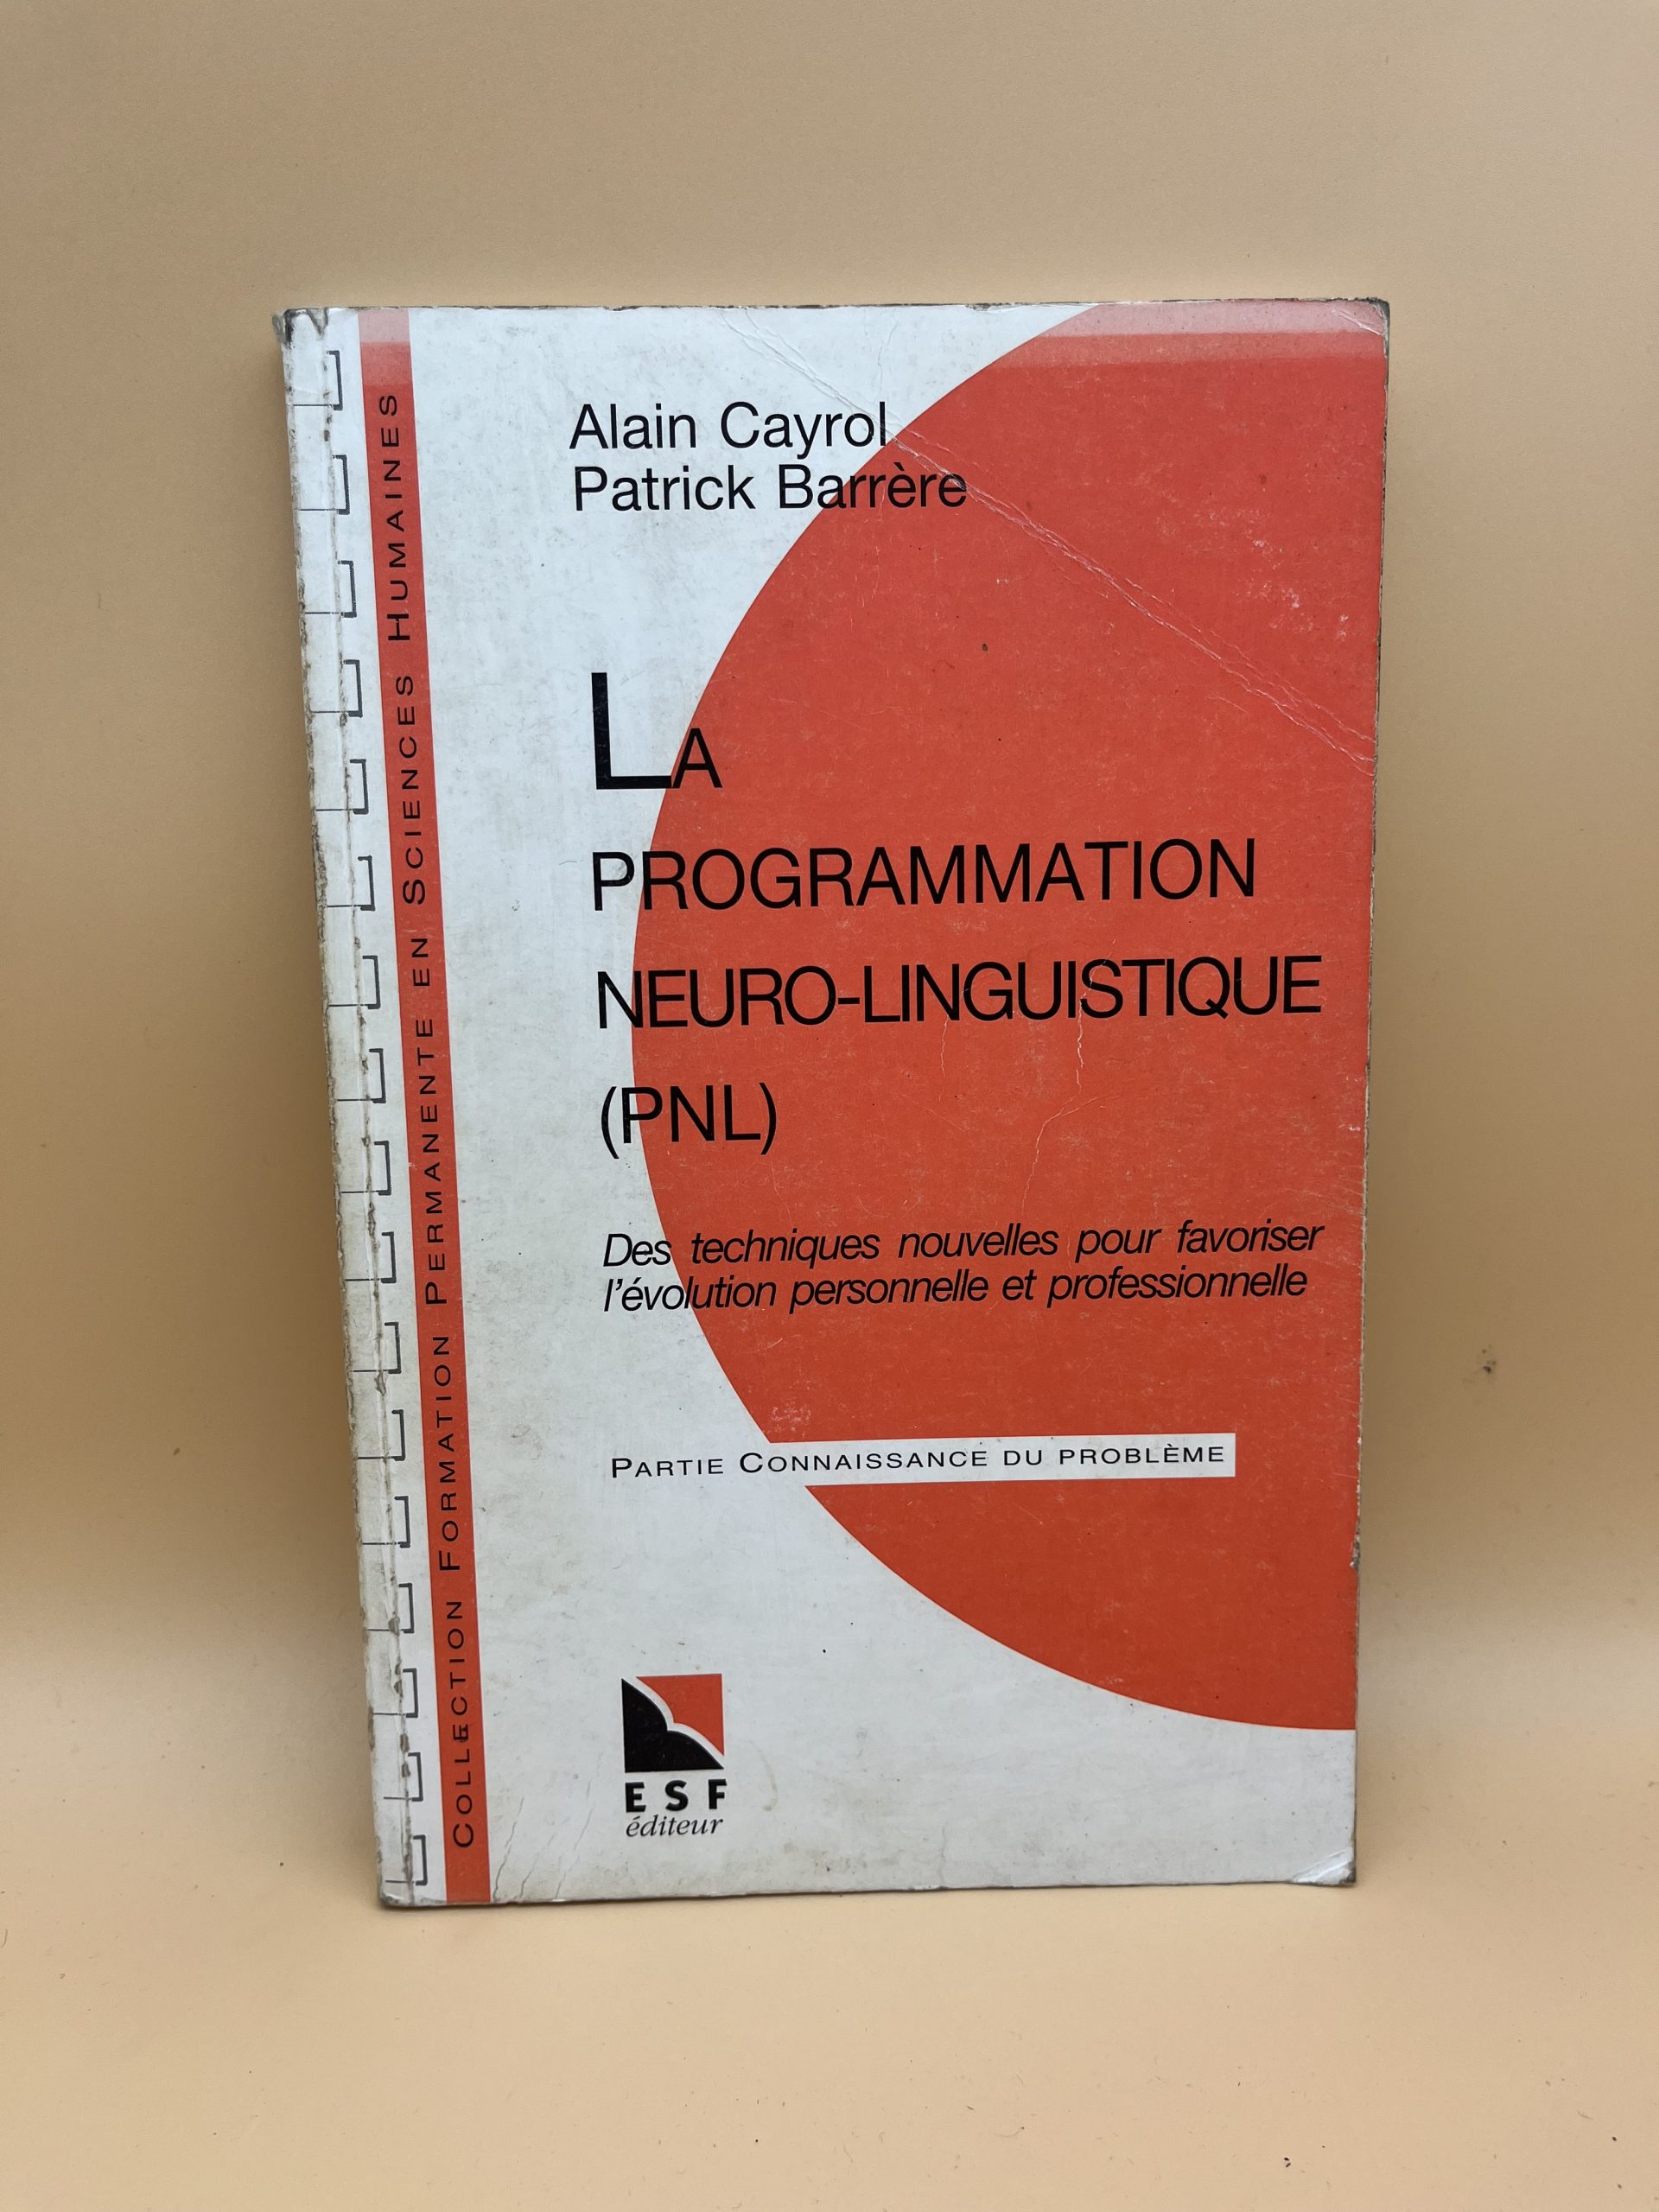 Alain Cayrol
Patrick Barrère
LA
PROGRAMMATION
NEURO-LINGUISTIQUE
(PNL)
Des techniques nouvelles pour favoriser
l'évolution personnelle et professionnelle
PARTIE CONNAISSANCE DU PROBLÈME
ESF
éditeur
COLLECTION FORMATION PERMANENTE EN SCIENCES HUMAINES